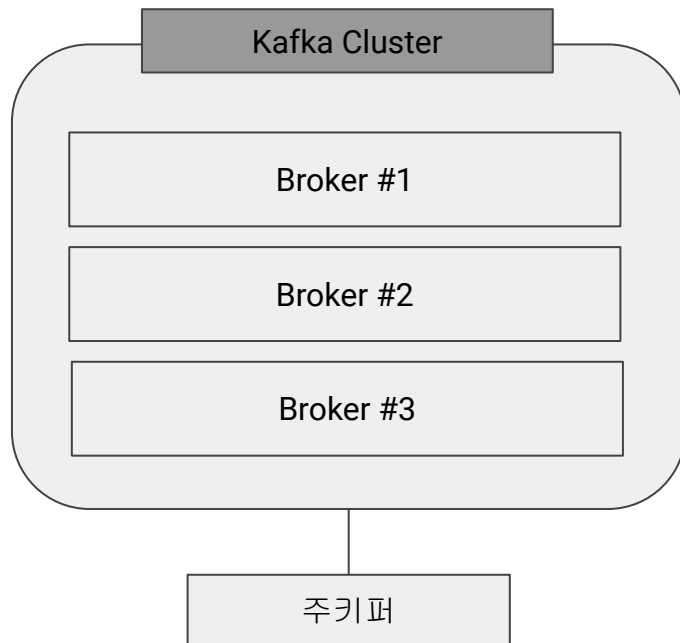 Kafka Cluster
Broker #1
Broker #2
Broker #3
주키퍼